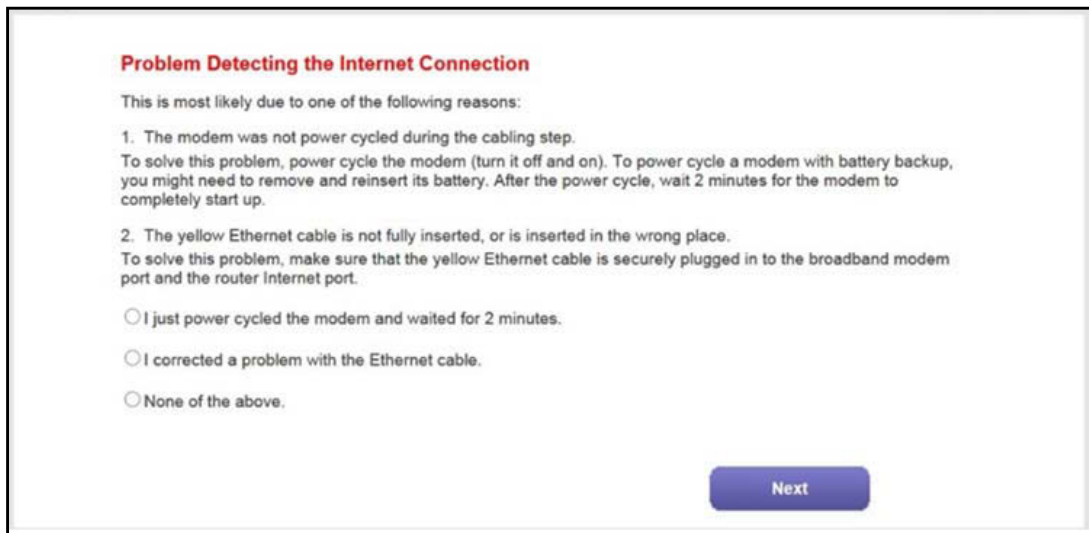 Problem Detecting the Internet Connection
This is most likely due to one of the following reasons:
1. The modem was not power cycled during the cabling step.
To solve this problem, power cycle the modem (turn it off and on). To power cycle a modem with battery backup,
you might need to remove and reinsert its battery. After the power cycle, wait 2 minutes for the modem to
completely start up.
2. The yellow Ethernet cable is not fully inserted, or is inserted in the wrong place.
To solve this problem, make sure that the yellow Ethernet cable is securely plugged in to the broadband modem
port and the router Internet port.
I just power cycled the modem and waited for 2 minutes.
I corrected a problem with the Ethernet cable.
None of the above.
Next